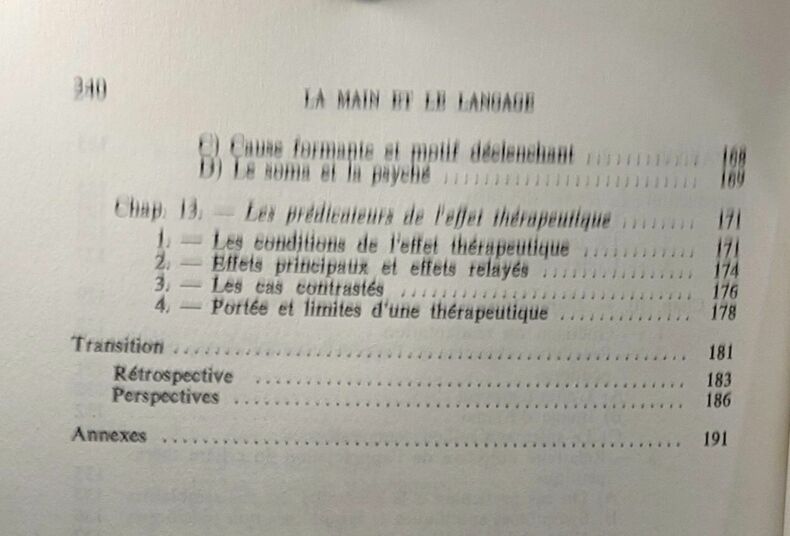 240
LA MAIN ET LE LANGAGE
C) Cause formante et motif déclenchant ............ 168
D) Le soma et la psyché ............................ 169
Chap. 13. — Les prédicateurs de l'effet thérapeutique ........ 171
1. — Les conditions de l'effet thérapeutique ............ 171
2. — Effets principaux et effets relayés ................ 174
3. — Les cas contrastés ............................... 176
4. — Portée et limites d'une thérapeutique .............. 178
Transition .................................................. 181
Rétrospective ............................................ 183
Perspectives .............................................. 186
Annexes .................................................... 191